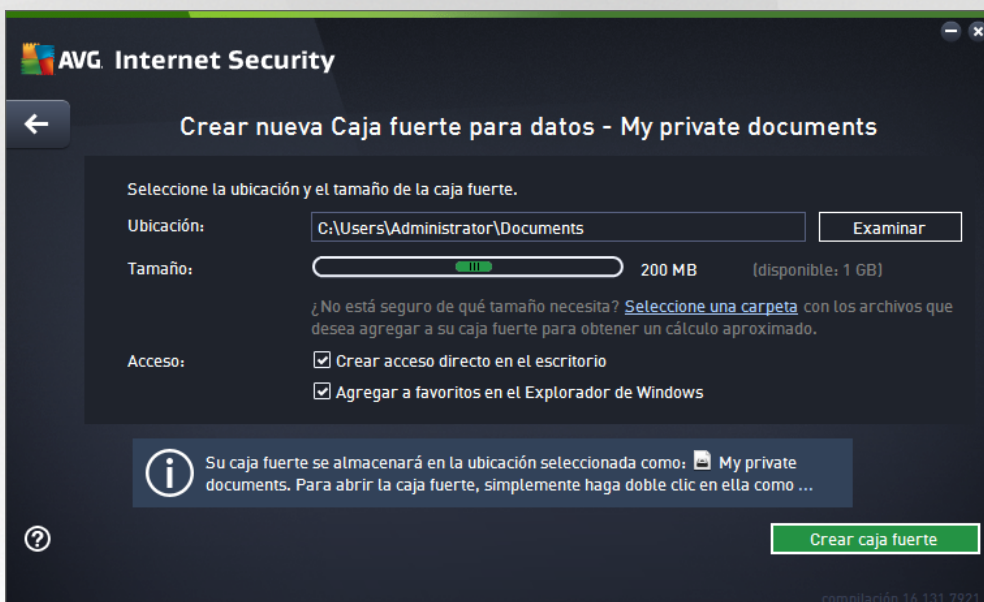 AVG Internet Security
Crear nueva Caja fuerte para datos - My private documents
Seleccione la ubicación y el tamaño de la caja fuerte.
Ubicación: C:\Users\Administrator\Documents Examinar
Tamaño: 200 MB (disponible: 1 GB)
¿No está seguro de qué tamaño necesita? Seleccione una carpeta con los archivos que
desea agregar a su caja fuerte para obtener un cálculo aproximado.
Acceso: Crear acceso directo en el escritorio
Agregar a favoritos en el Explorador de Windows
Su caja fuerte se almacenará en la ubicación seleccionada como: My private
documents. Para abrir la caja fuerte, simplemente haga doble clic en ella como ...
Crear caja fuerte
compilación 16.131.7921